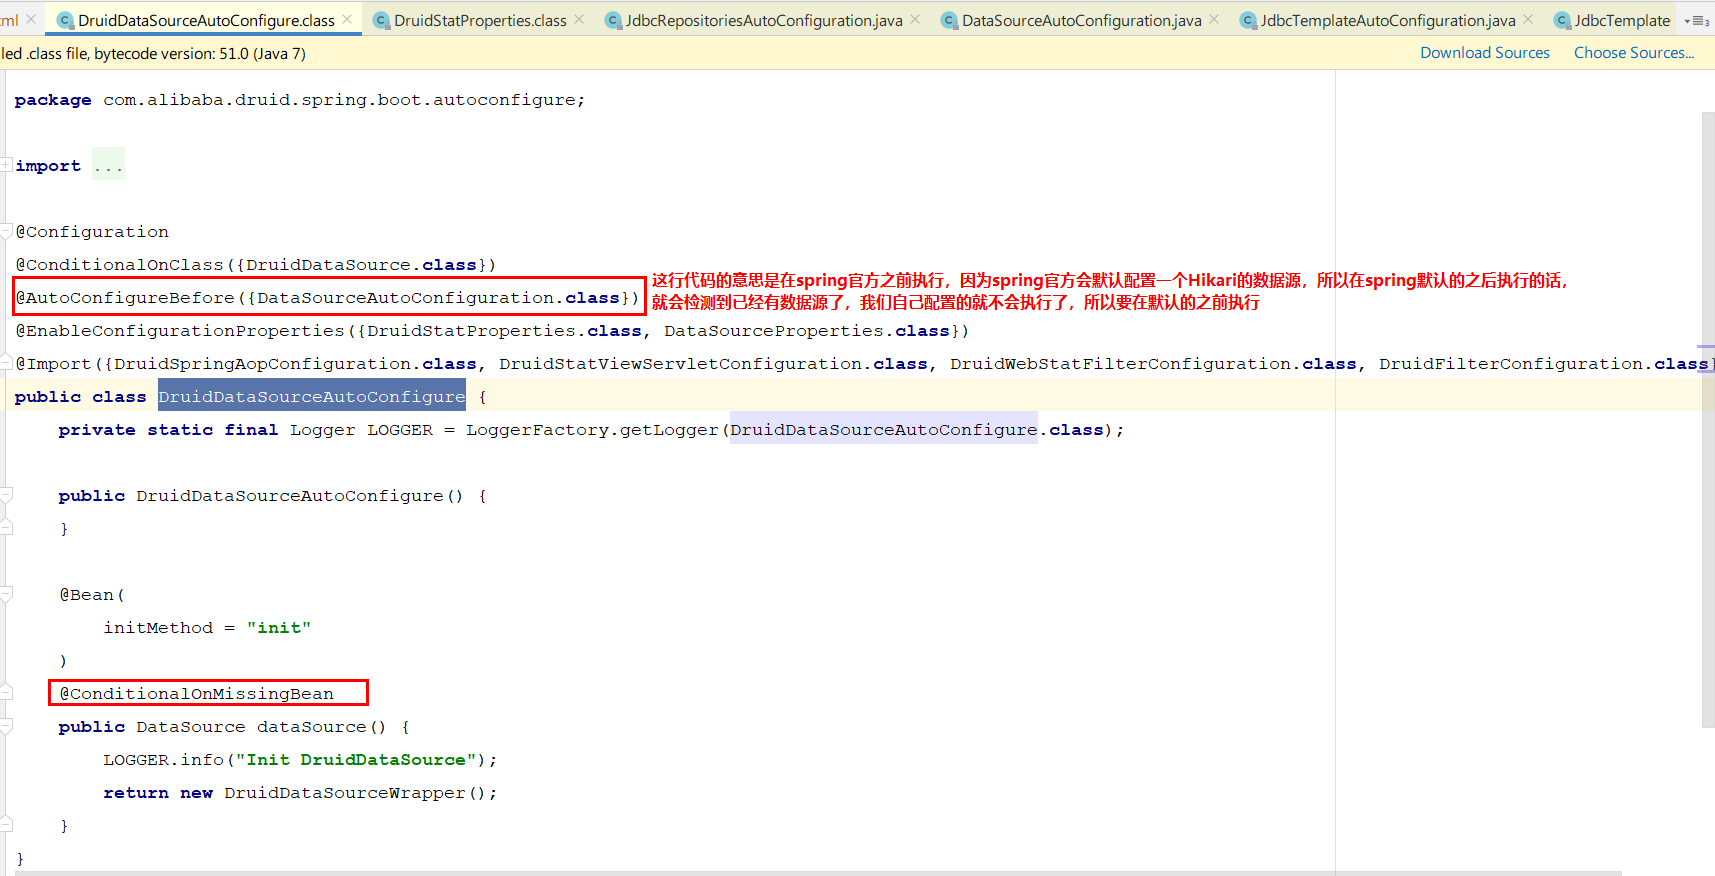 ml DruidDataSourceAutoConfigure.class DruidStatProperties.class JdbcRepositoriesAutoConfiguration.java DataSourceAutoConfiguration.java JdbcTemplateAutoConfiguration.java JdbcTemplate
led .class file, bytecode version: 51.0 (Java 7) Download Sources Choose Sources...
package com.alibaba.druid.spring.boot.autoconfigure;
import ...
@Configuration
@ConditionalOnClass({DruidDataSource.class})
@AutoConfigureBefore({DataSourceAutoConfiguration.class})
这行代码的意思是在spring官方之前执行，因为spring官方会默认配置一个Hikari的数据源，所以在spring默认的之后执行的话，
就会检测到已经有数据源了，我们自己配置的就不会执行了，所以要在默认的之前执行
@EnableConfigurationProperties({DruidStatProperties.class, DataSourceProperties.class})
@Import({DruidSpringAopConfiguration.class, DruidStatViewServletConfiguration.class, DruidWebStatFilterConfiguration.class, DruidFilterConfiguration.class}
public class DruidDataSourceAutoConfigure {
private static final Logger LOGGER = LoggerFactory.getLogger(DruidDataSourceAutoConfigure.class);
public DruidDataSourceAutoConfigure() {
}
@Bean(
initMethod = "init"
)
@ConditionalOnMissingBean
public DataSource dataSource() {
LOGGER.info("Init DruidDataSource");
return new DruidDataSourceWrapper();
}
}